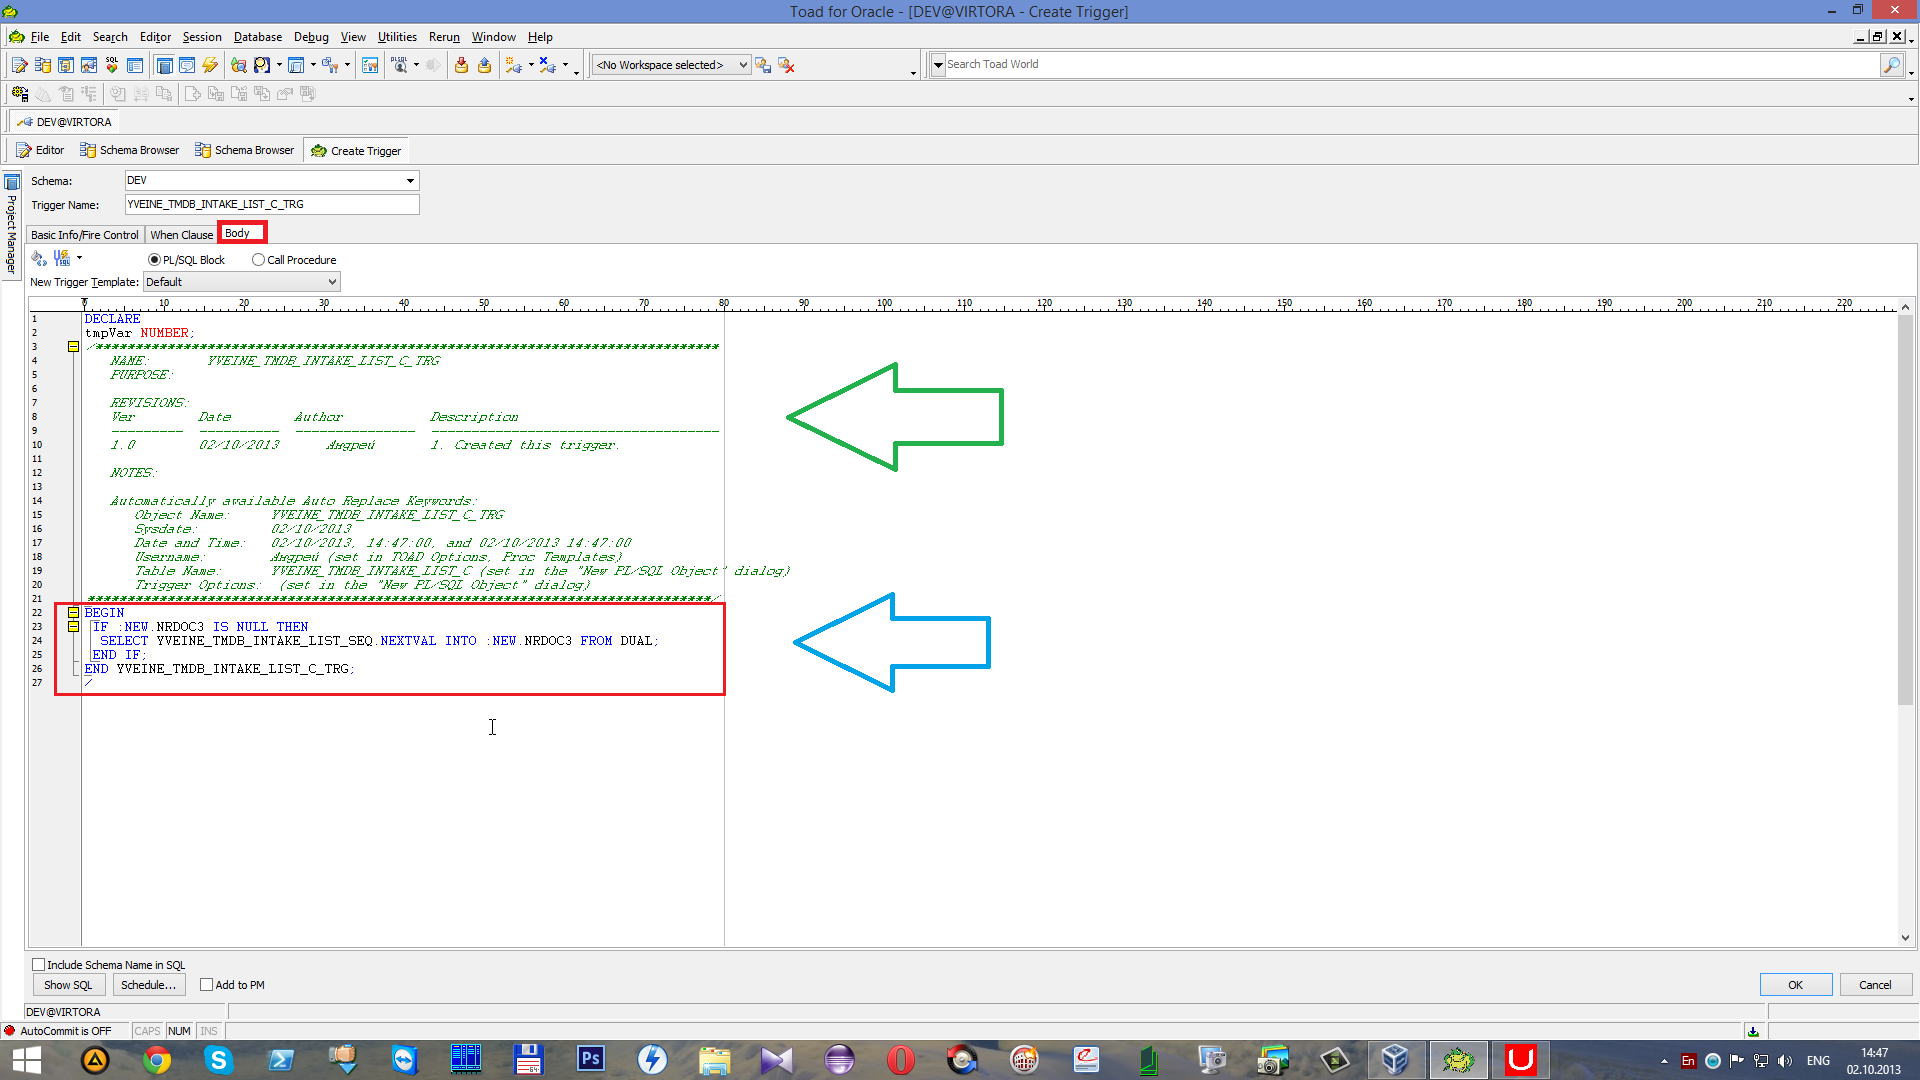 Toad for Oracle - [DEV@VIRTORA - Create Trigger]
File Edit Search Editor Session Database Debug View Utilities Rerun Window Help
SQL
PLSQL
<No Workspace selected>
Search Toad World
DEV@VIRTORA
Editor Schema Browser Schema Browser Create Trigger
Project Manager
Schema: DEV
Trigger Name: YVEINE_TMDB_INTAKE_LIST_C_TRG
Basic Info/Fire Control When Clause Body
PL/SQL Block Call Procedure
New Trigger Template: Default
0 10 20 30 40 50 60 70 80 90 100 110 120 130 140 150 160 170 180 190 200 210 220
1 DECLARE
2 tmpVar NUMBER;
3 /******************************************************************************
4 NAME: YVEINE_TMDB_INTAKE_LIST_C_TRG
5 PURPOSE:
6
7 REVISIONS:
8 Ver Date Author Description
9 --------- ---------- --------------- ------------------------------------
10 1.0 02/10/2013 Андрей 1. Created this trigger.
11
12 NOTES:
13
14 Automatically available Auto Replace Keywords:
15 Object Name: YVEINE_TMDB_INTAKE_LIST_C_TRG
16 Sysdate: 02/10/2013
17 Date and Time: 02/10/2013, 14:47:00, and 02/10/2013 14:47:00
18 Username: Андрей (set in TOAD Options, Proc Templates)
19 Table Name: YVEINE_TMDB_INTAKE_LIST_C (set in the "New PL/SQL Object" dialog)
20 Trigger Options: (set in the "New PL/SQL Object" dialog)
21 ******************************************************************************/
22 BEGIN
23 IF :NEW.NRDOC3 IS NULL THEN
24 SELECT YVEINE_TMDB_INTAKE_LIST_SEQ.NEXTVAL INTO :NEW.NRDOC3 FROM DUAL;
25 END IF;
26 END YVEINE_TMDB_INTAKE_LIST_C_TRG;
27 /
Include Schema Name in SQL
Show SQL Schedule... Add to PM OK Cancel
DEV@VIRTORA
AutoCommit is OFF CAPS NUM INS
64
Ps
En
ENG
14:47
02.10.2013